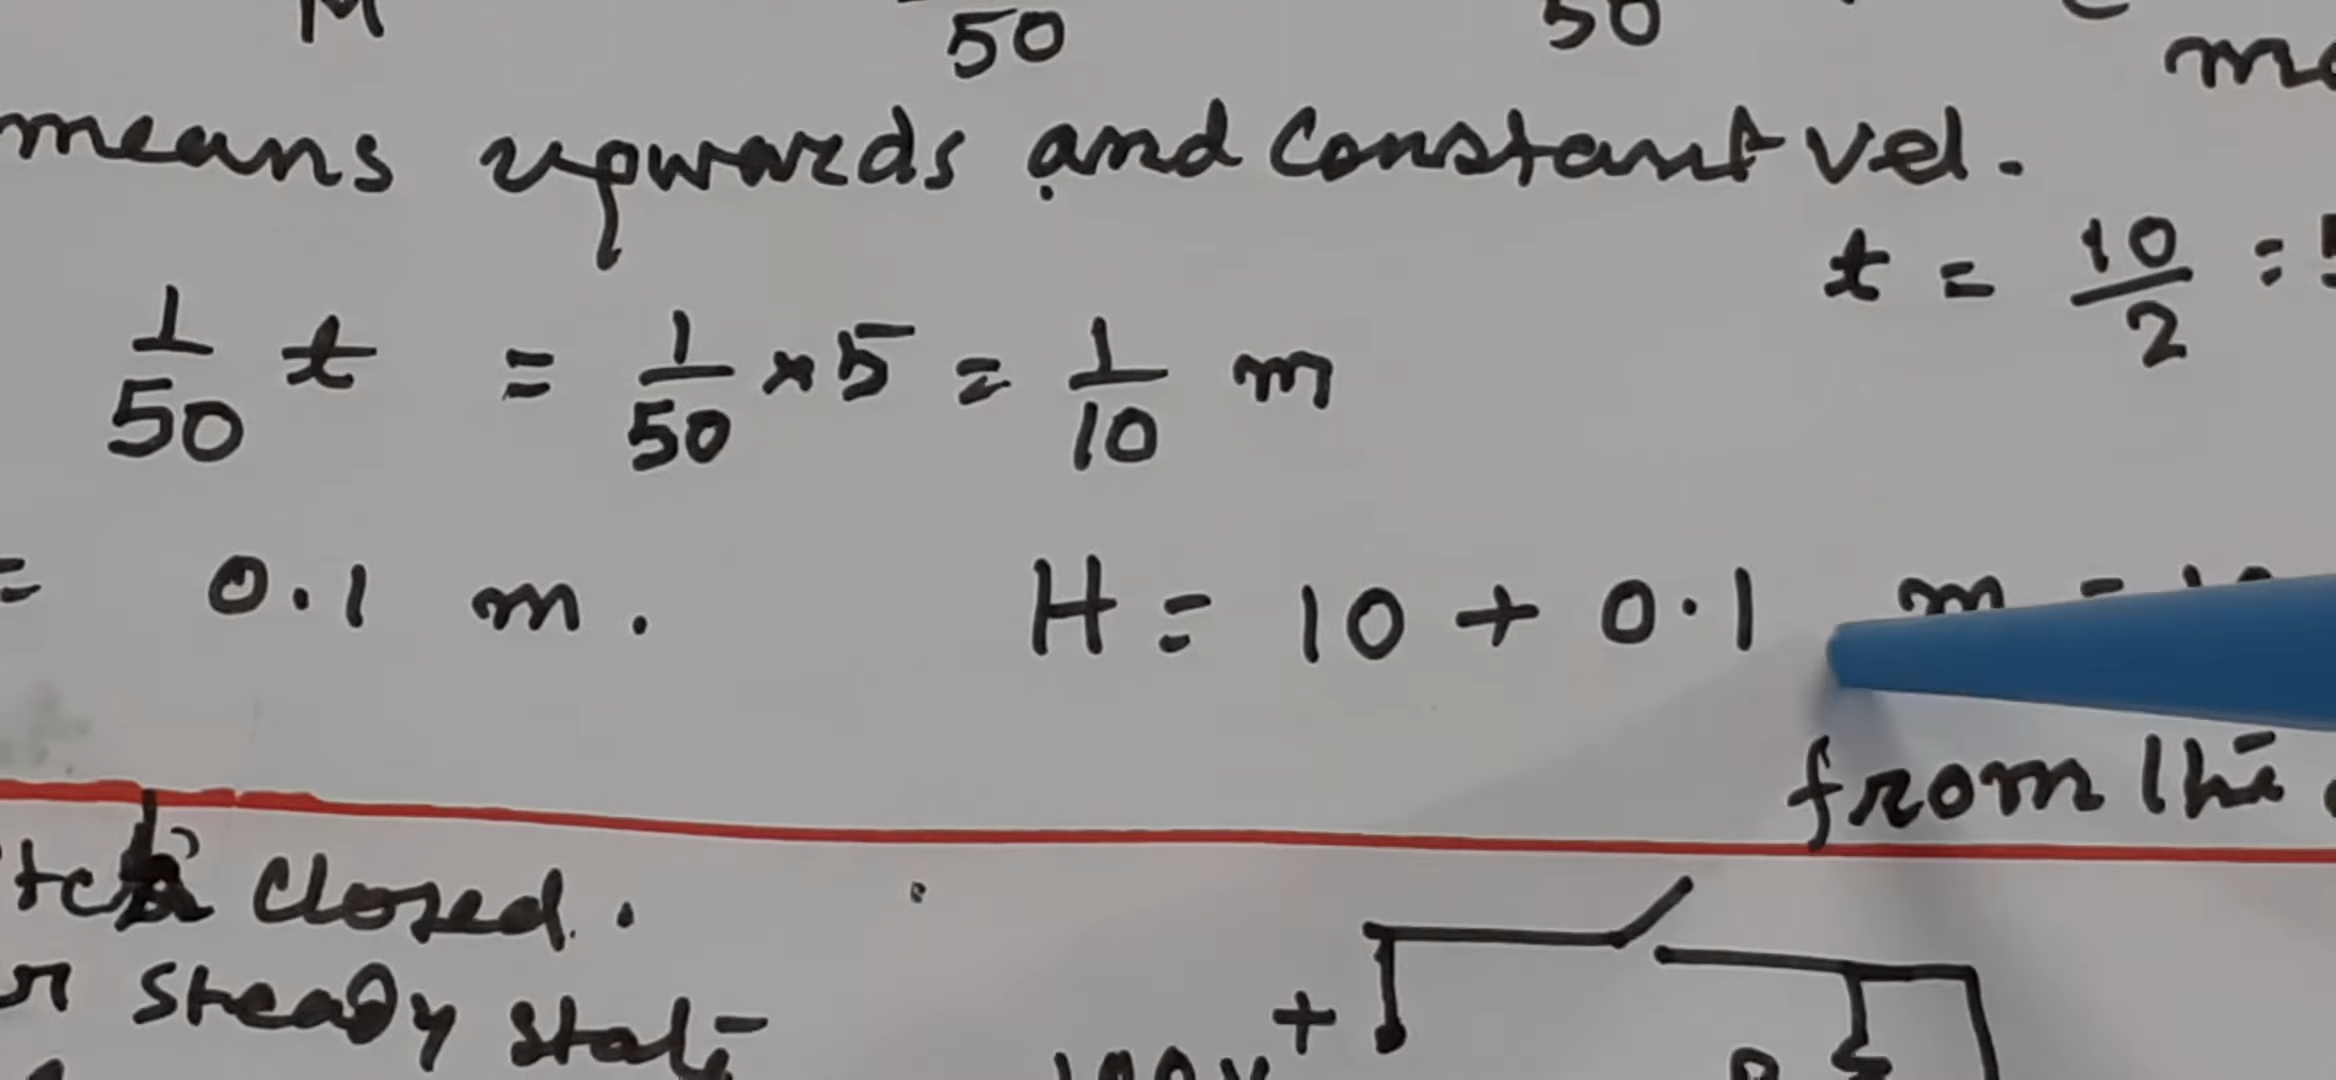 M 50 50
means upwards and constant vel.
t = 10/2 =
1/50 t = 1/50 × 5 = 1/10 m
= 0.1 m. H = 10 + 0.1 m =
from the
closed.
steady state
+
100V